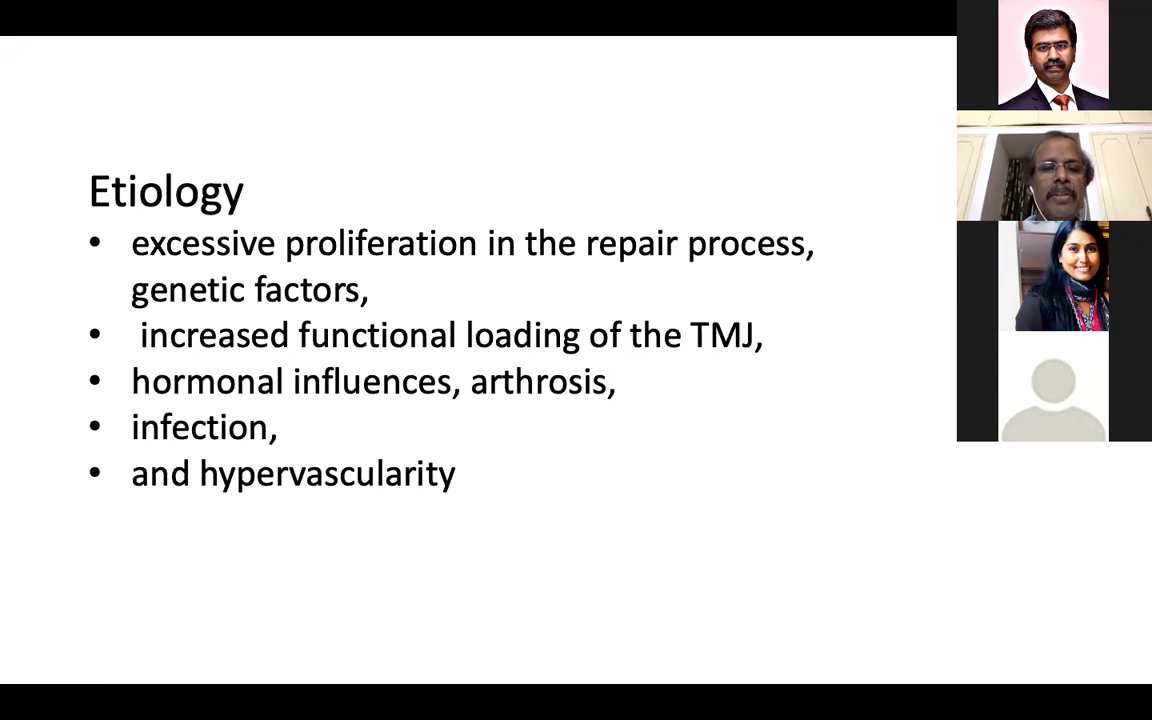 Etiology
• excessive proliferation in the repair process,
genetic factors,
• increased functional loading of the TMJ,
• hormonal influences, arthrosis,
• infection,
• and hypervascularity